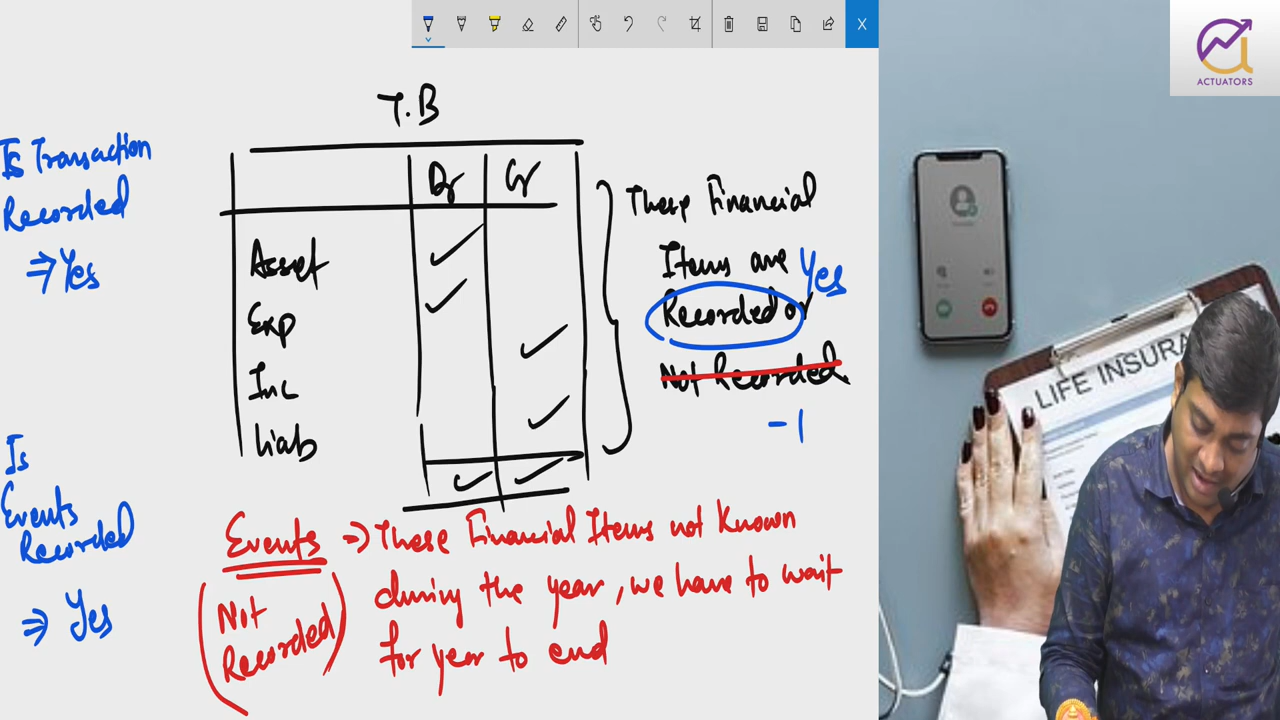 ACTUATORS
T.B
Is Transaction
Recorded
⇒ Yes
Dr Cr
Asset ✓
Exp ✓
Inc ✓
Liab ✓
✓ ✓
These Financial
Items are Yes
Recorded or
Not Recorded
-1
Is
Events
Recorded
⇒ Yes
Events ⇒ These Financial Items not Known
during the year, we have to wait
for year to end
(Not
Recorded)
LIFE INSURA